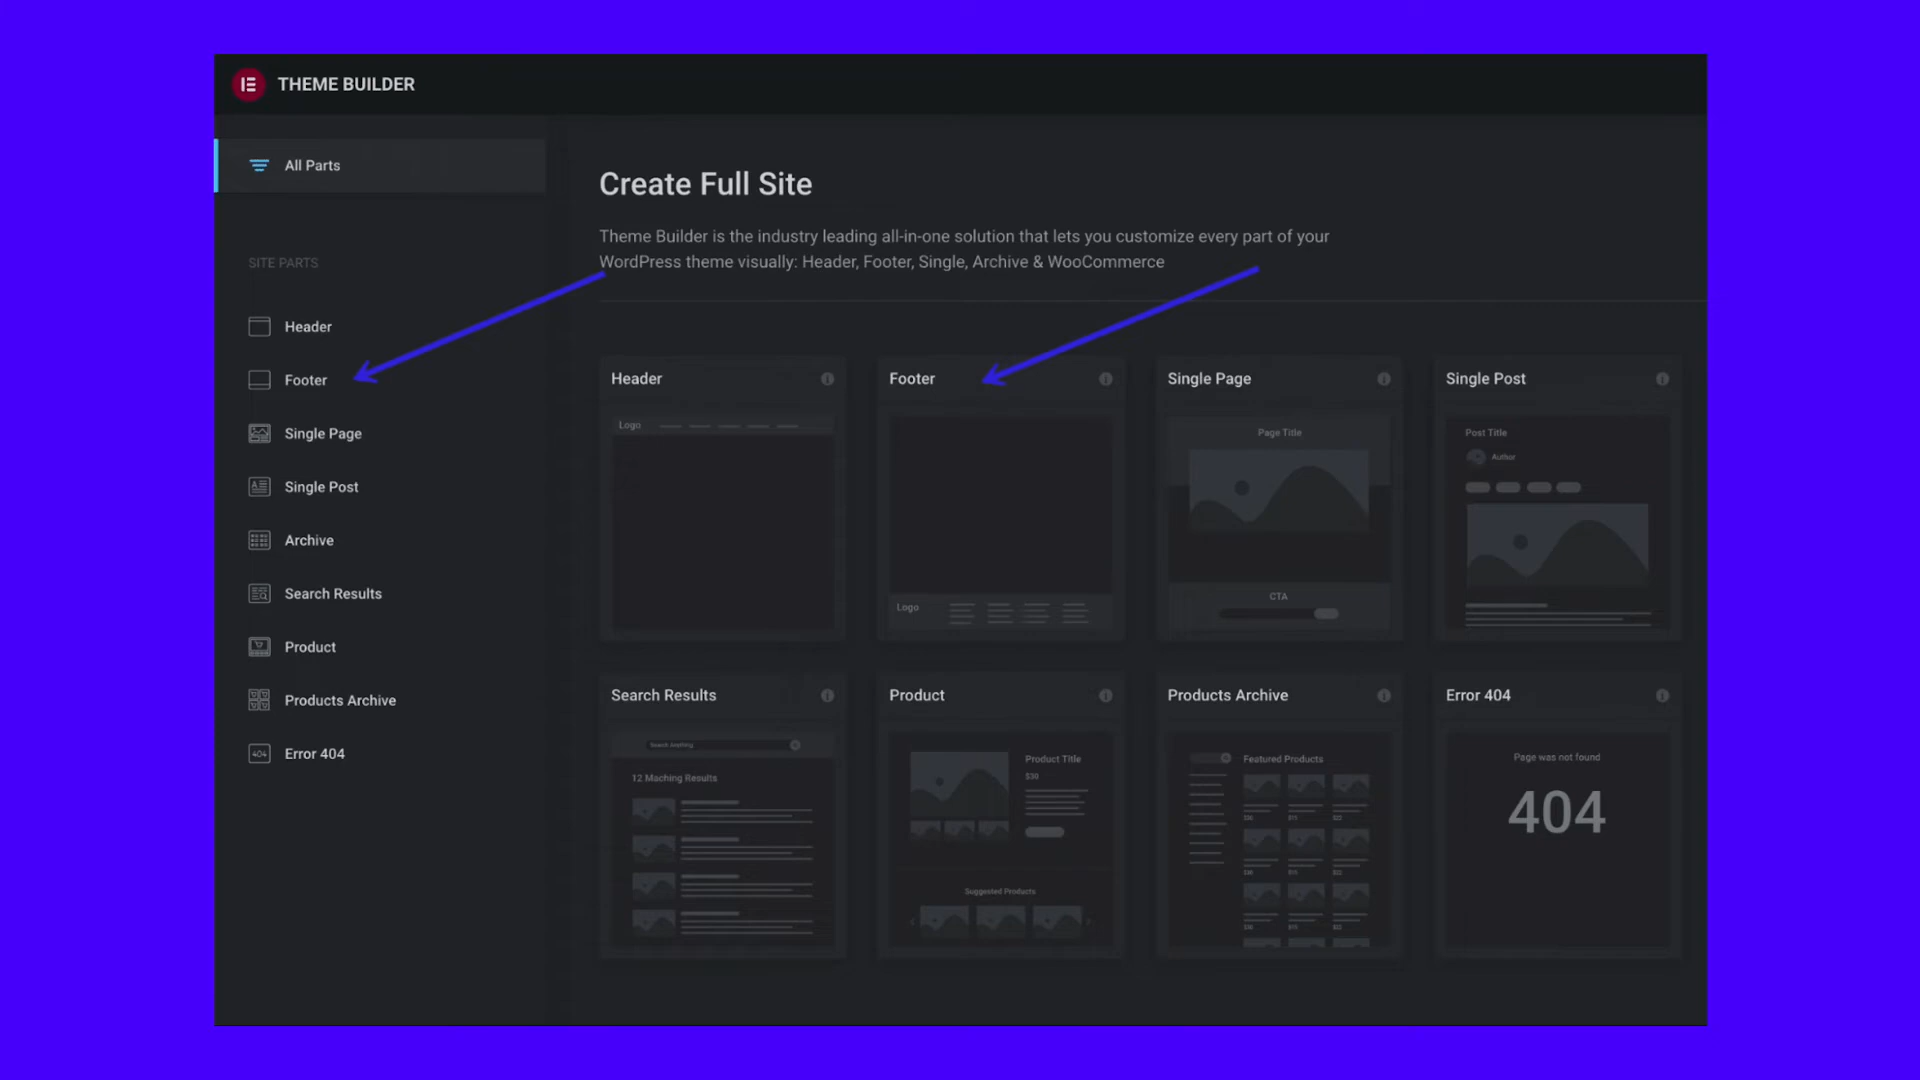 THEME BUILDER
All Parts
SITE PARTS
Header
Footer
Single Page
Single Post
Archive
Search Results
Product
Products Archive
Error 404
Create Full Site
Theme Builder is the industry leading all-in-one solution that lets you customize every part of your
WordPress theme visually: Header, Footer, Single, Archive & WooCommerce
Header
Logo
Footer
Logo
Single Page
Page Title
CTA
Single Post
Post Title
Author
Search Results
Search Anything
12 Maching Results
Product
Product Title
$30
Suggested Products
Products Archive
Featured Products
Error 404
Page was not found
404